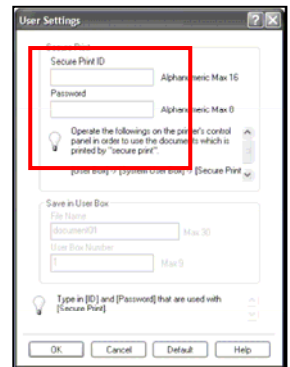 User Settings
Secure Print
Secure Print ID
Alphanumeric Max 16
Password
Alphanumeric Max 8
Operate the followings on the printer's control
panel in order to use the documents which is
printed by "secure print".
[User Box] -> [System User Box] -> [Secure Print
Save in User Box
File Name
document01
Max 30
User Box Number
1
Max 9
Type in [ID] and [Password] that are used with
[Secure Print]
OK
Cancel
Default
Help